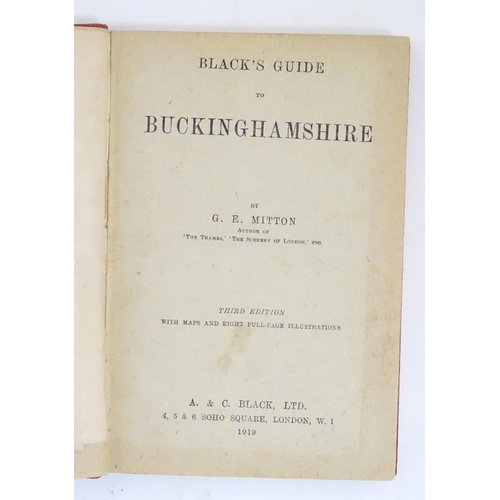 BLACK'S GUIDE
TO
BUCKINGHAMSHIRE
BY
G. E. MITTON
AUTHOR OF
"THE THAMES," "THE SCENERY OF LONDON," ETC.
THIRD EDITION
WITH MAPS AND EIGHT FULL-PAGE ILLUSTRATIONS
A. & C. BLACK, LTD.
4, 5 & 6 SOHO SQUARE, LONDON, W. 1
1919